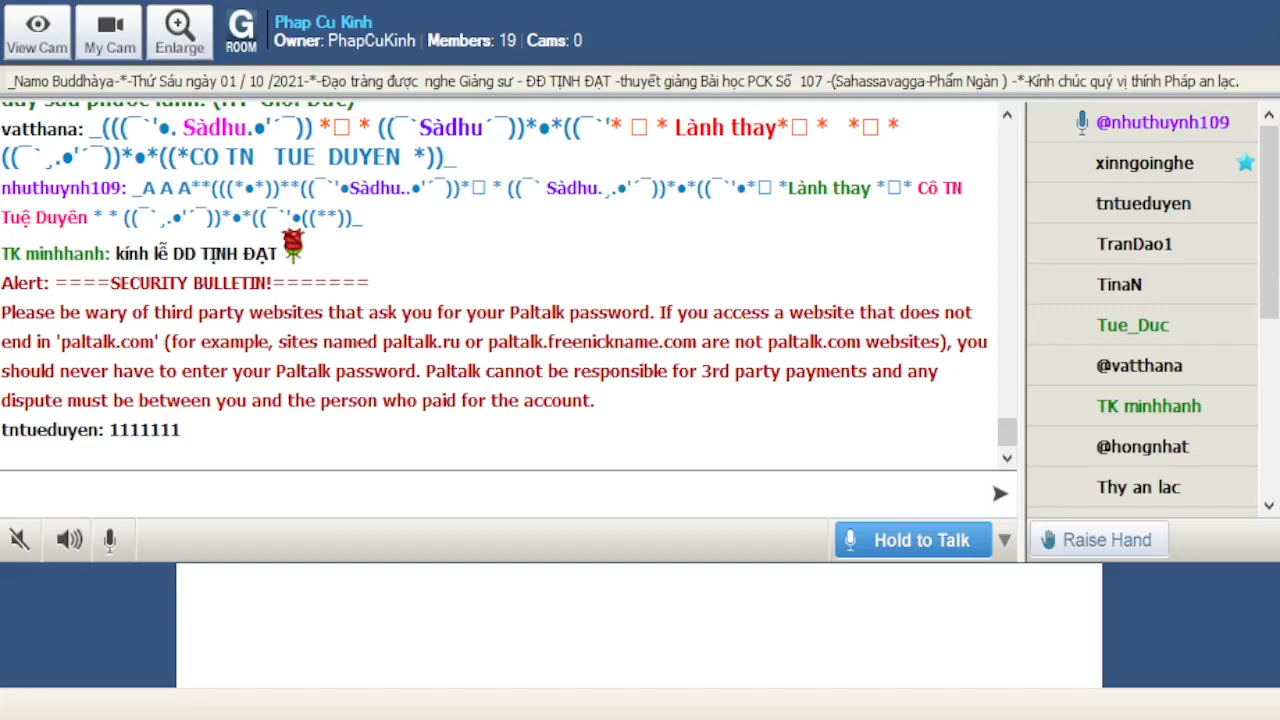 View Cam
My Cam
Enlarge
G
ROOM
Phap Cu Kinh
Owner: PhapCuKinh | Members: 19 | Cams: 0
_Namo Buddhàya-*-Thứ Sáu ngày 01 / 10 /2021-*-Đạo tràng được nghe Giảng sư - ĐĐ TỊNH ĐẠT -thuyết giảng Bài học PCK Số 107 -(Sahassavagga-Phẩm Ngàn ) -*-Kính chúc quý vị thính Pháp an lạc.
vatthana: _(((¯`'•. Sàdhu.•'´¯)) *□ * ((¯`Sàdhu´¯))*•*((¯`'* □ * Lành thay*□ * *□ *
((¯`¸.•'´¯))*•*((*CO TN TUE DUYEN *))_
nhuthuynh109: _A A A**(((*•*))**((¯`'•Sàdhu..•'´¯))*□ * ((¯` Sàdhu.¸.•'´¯))*•*((¯`'•*□ *Lành thay *□* Cô TN
Tuệ Duyên * * ((¯`¸.•'´¯))*•*((¯`'•((**))_
TK minhhanh: kính lễ DD TỊNH ĐẠT
Alert: ====SECURITY BULLETIN!=======
Please be wary of third party websites that ask you for your Paltalk password. If you access a website that does not
end in 'paltalk.com' (for example, sites named paltalk.ru or paltalk.freenickname.com are not paltalk.com websites), you
should never have to enter your Paltalk password. Paltalk cannot be responsible for 3rd party payments and any
dispute must be between you and the person who paid for the account.
tntueduyen: 1111111
Hold to Talk
@nhuthuynh109
xinngoinghe
tntueduyen
TranDao1
TinaN
Tue_Duc
@vatthana
TK minhhanh
@hongnhat
Thy an lac
Raise Hand